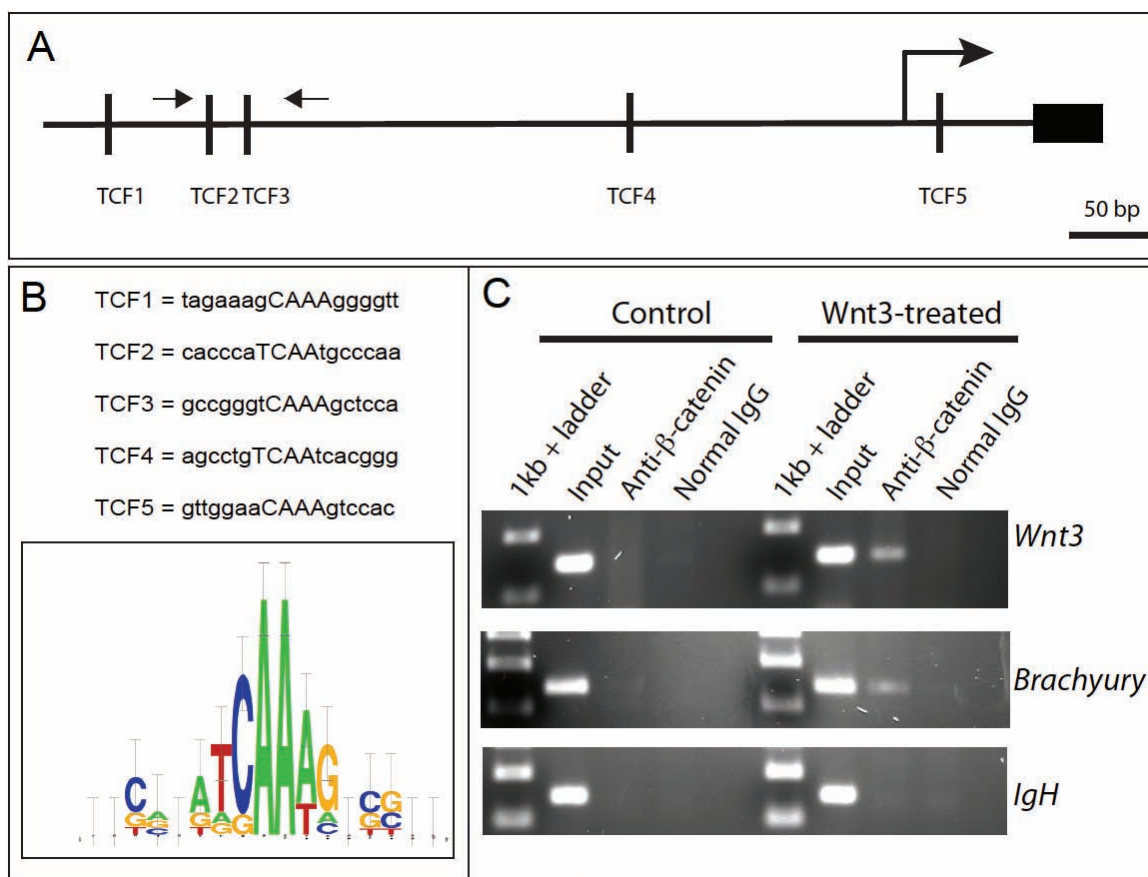 A
TCF1 TCF2 TCF3 TCF4 TCF5
50 bp
B
TCF1 = tagaaagCAAAggggtt
TCF2 = cacccaTCAAtgcccaa
TCF3 = gccgggtCAAAgctcca
TCF4 = agcctgTCAAtcacggg
TCF5 = gttggaaCAAAgtccac
C
Control Wnt3-treated
1kb + ladder Input Anti-β-catenin Normal IgG 1kb + ladder Input Anti-β-catenin Normal IgG
Wnt3
Brachyury
IgH